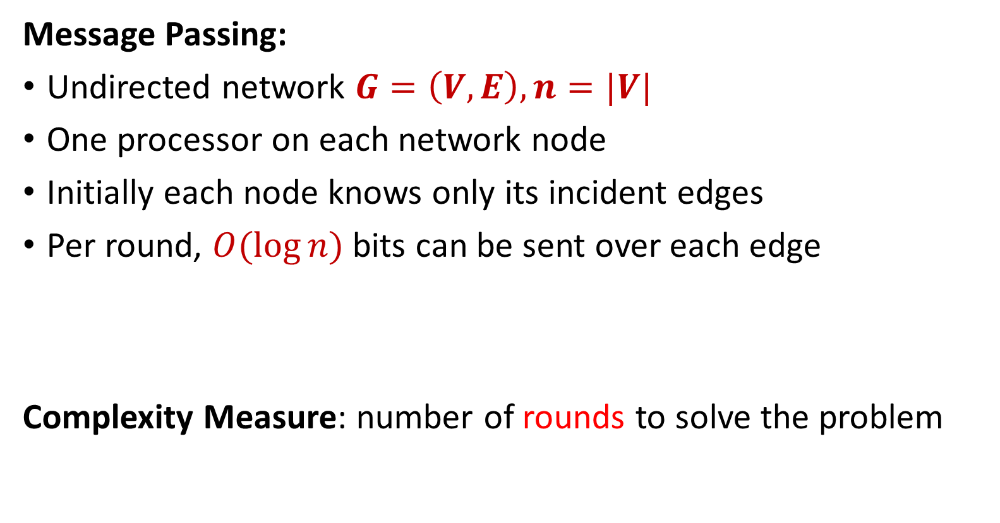 Message Passing:
• Undirected network G = (V, E), n = |V|
• One processor on each network node
• Initially each node knows only its incident edges
• Per round, O(log n) bits can be sent over each edge
Complexity Measure: number of rounds to solve the problem